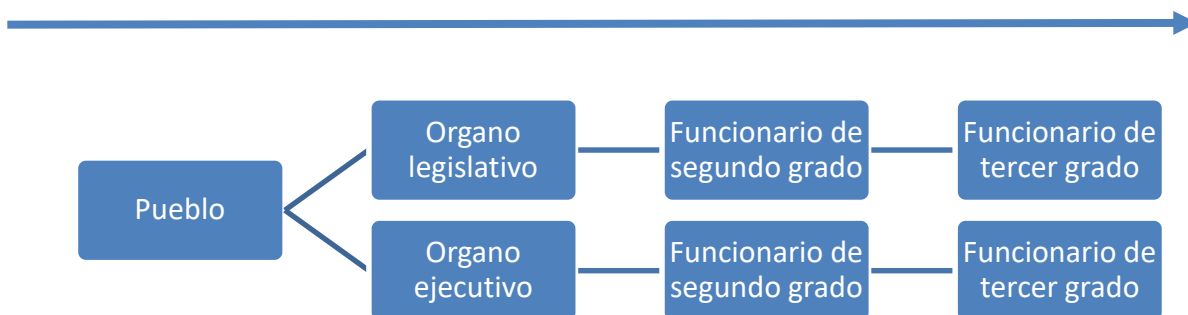 Pueblo
Organo
legislativo
Funcionario de
segundo grado
Funcionario de
tercer grado
Organo
ejecutivo
Funcionario de
segundo grado
Funcionario de
tercer grado